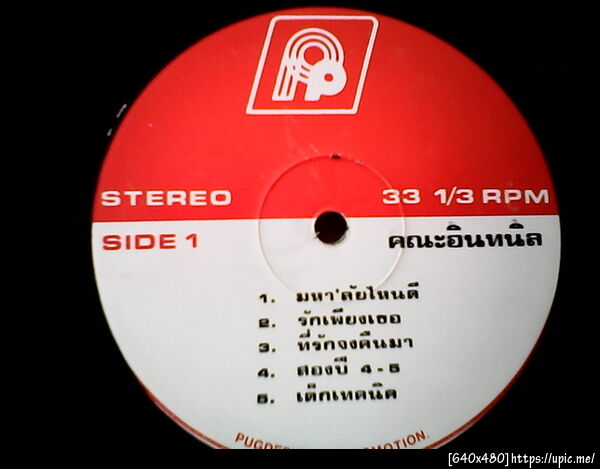 STEREO 33 1/3 RPM
SIDE 1 คณะอินทนิล
1. มหา'ลัยไหนดี
2. รักเพียงเธอ
3. ที่รักจงคืนมา
4. สองปี 4-5
5. เด็กเทคนิค
[640x480]https://upic.me/